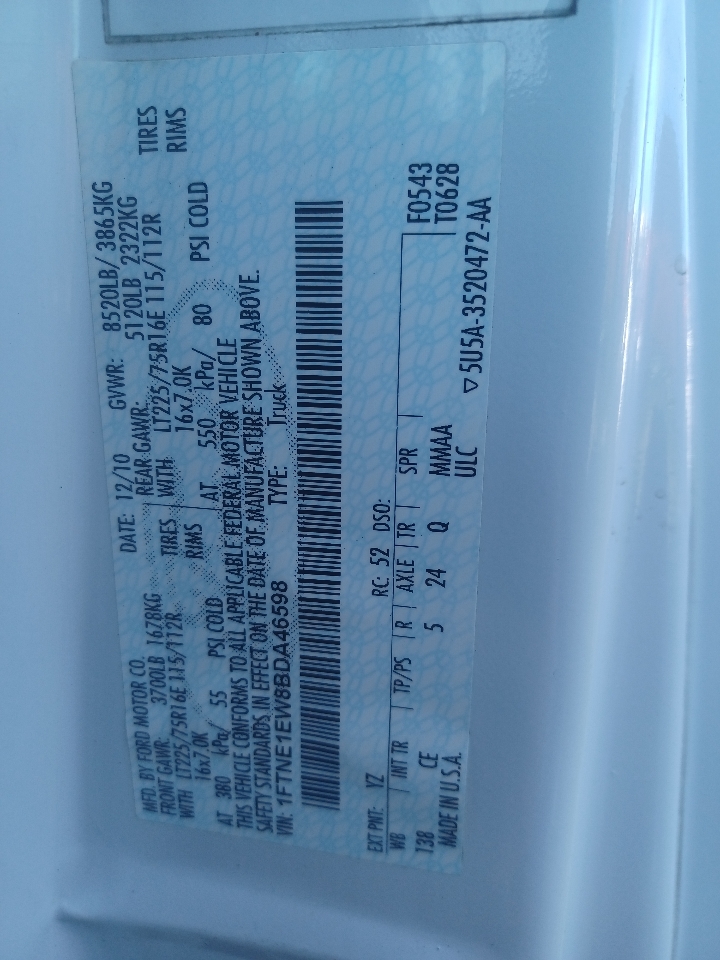 MFD. BY FORD MOTOR CO. DATE: 12/10 GVWR: 8520LB/ 3865KG
FRONT GAWR: 3700LB 1678KG REAR GAWR: 5120LB 2322KG
WITH LT225/75R16E 115/112R TIRES WITH LT225/75R16E 115/112R TIRES
16x7.0K RIMS 16x7.0K RIMS
AT 380 kPa/ 55 PSI COLD AT 550 kPa/ 80 PSI COLD
THIS VEHICLE CONFORMS TO ALL APPLICABLE FEDERAL MOTOR VEHICLE
SAFETY STANDARDS IN EFFECT ON THE DATE OF MANUFACTURE SHOWN ABOVE.
VIN: 1FTNE1EW8BDA46598 TYPE: Truck
EXT PNT: YZ RC: 52 DSO: F0543
WB INT TR TP/PS R AXLE TR SPR T0628
138 CE 5 24 Q MMMAA
MADE IN U.S.A. ULC
▽5U5A-3520472-AA